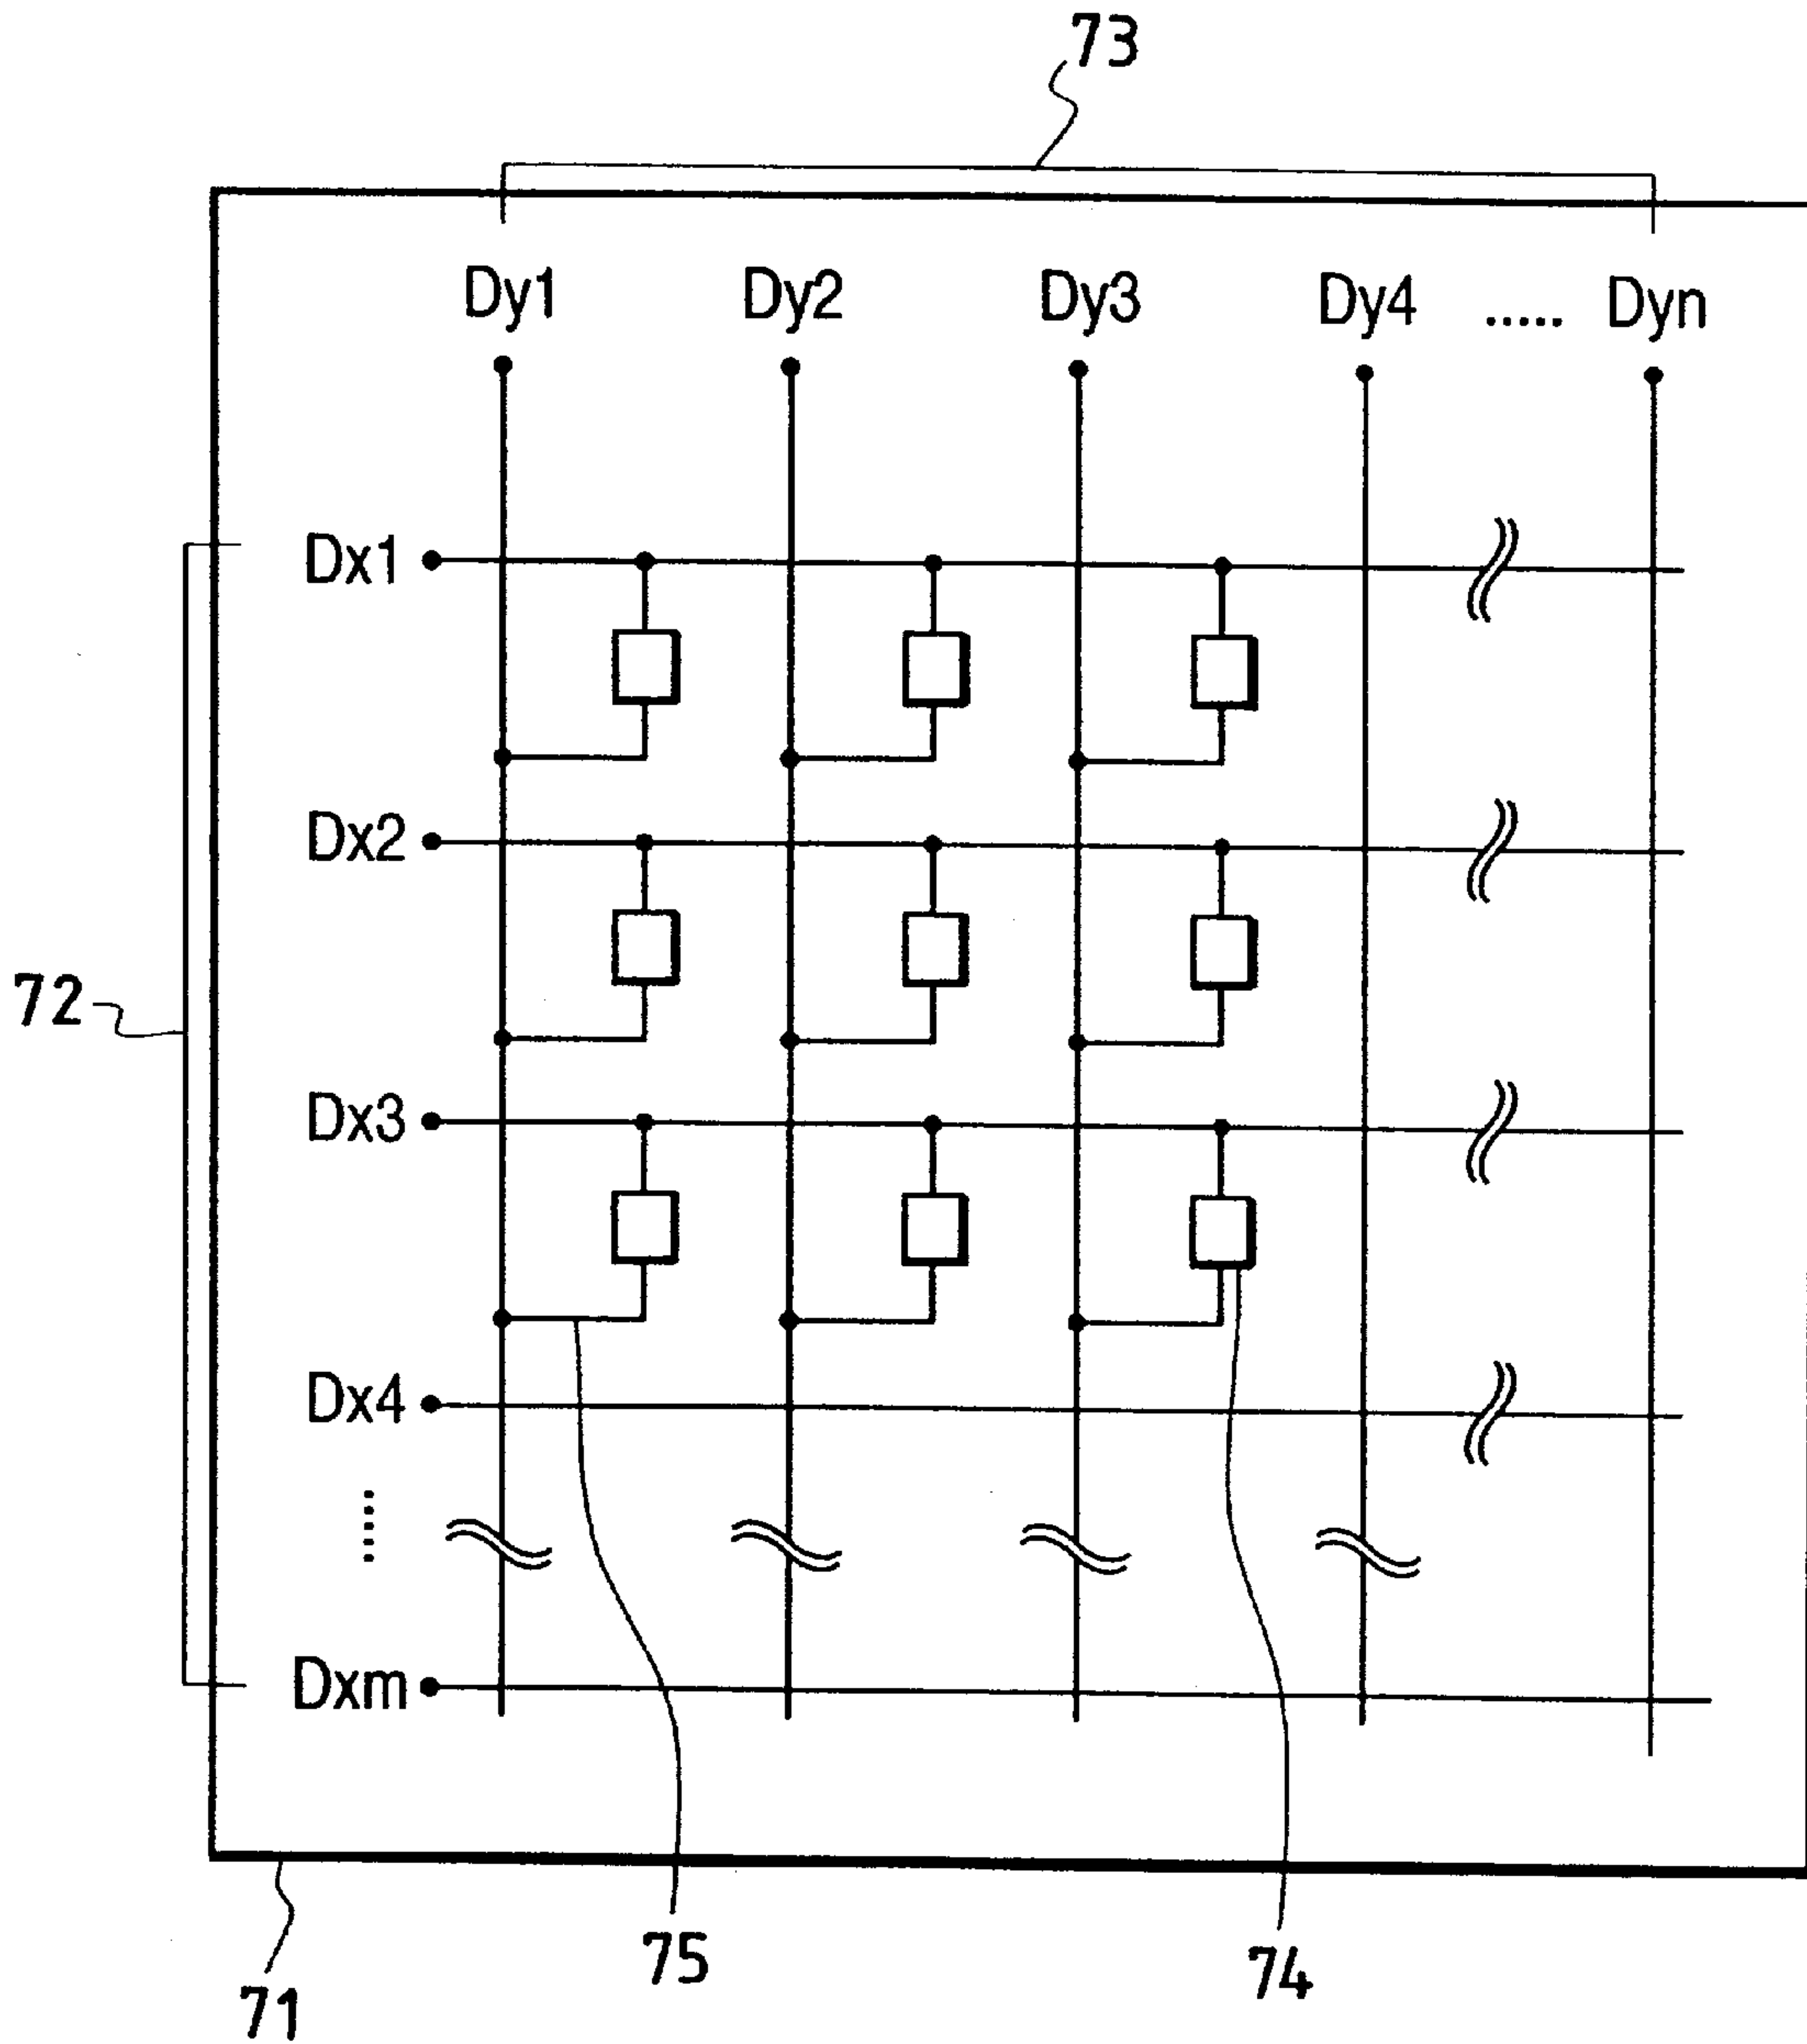 73
Dy1 Dy2 Dy3 Dy4 ..... Dyn
Dx1
Dx2
72
Dx3
Dx4
.....
Dxm
75
74
71